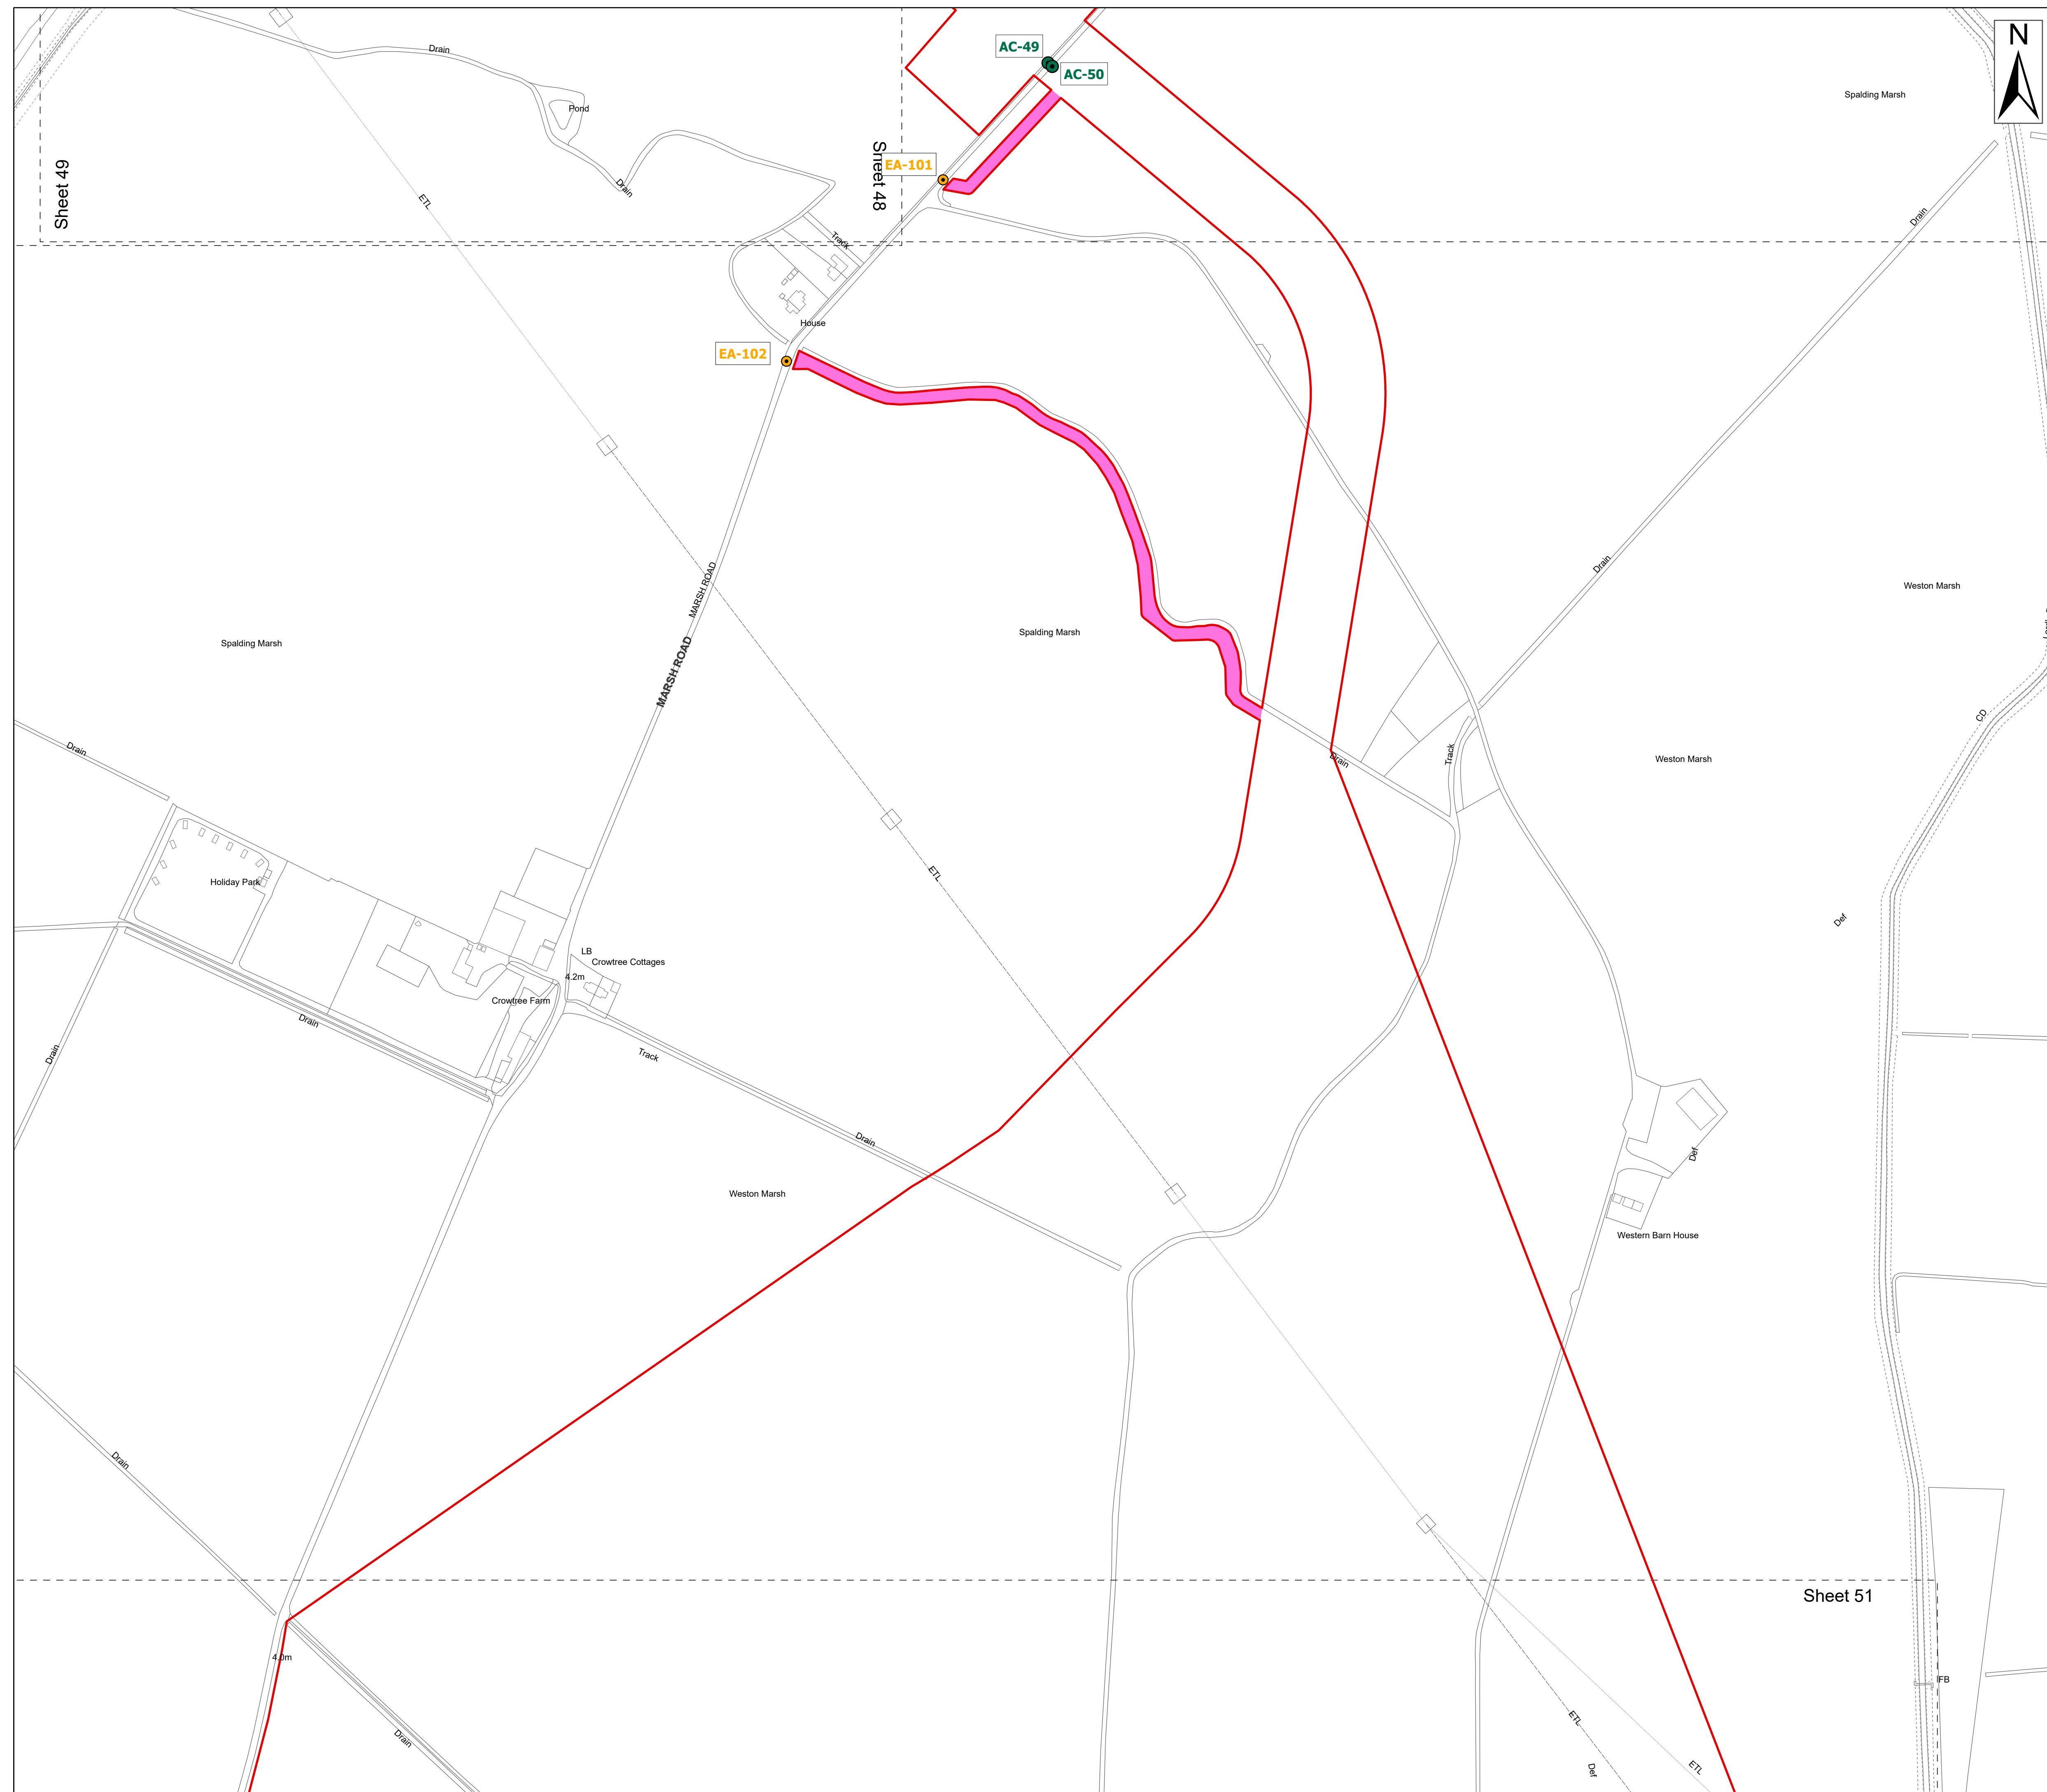 N
Drain
AC-49
AC-50
Spalding Marsh
Pond
Sheet 49
Sheet 48
EA-101
Drain
ETL
Drain
Track
House
EA-102
Drain
MARSH ROAD
Weston Marsh
Spalding Marsh
Spalding Marsh
MARSH ROAD
CD
Drain
Track
Drain
Weston Marsh
ETL
Holiday Park
Def
LB
Crowtree Cottages
4.2m
Crowtree Farm
Drain
Drain
Track
Drain
Def
Weston Marsh
Western Barn House
Drain
Sheet 51
4.0m
FB
ETL
Drain
ETL
Def